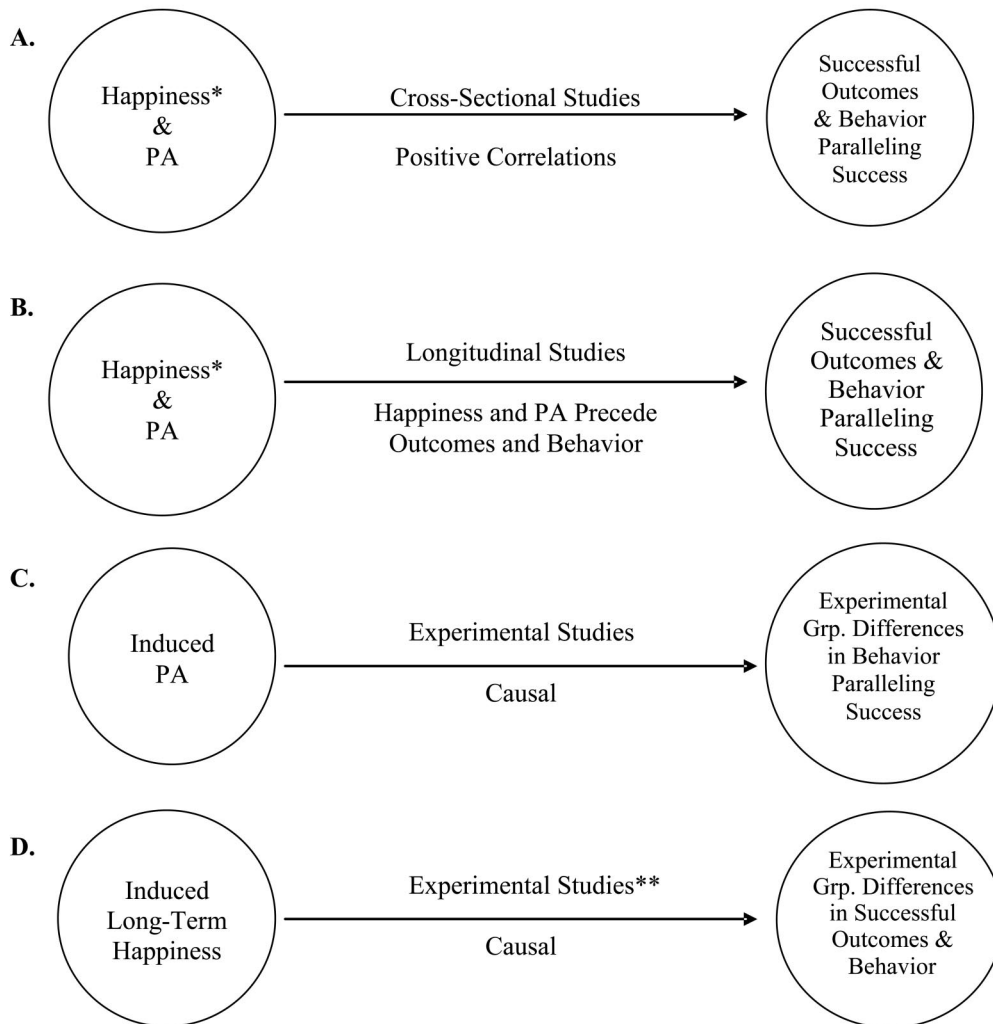 A.
Happiness*
&
PA
Cross-Sectional Studies
Positive Correlations
Successful
Outcomes
& Behavior
Paralleling
Success
B.
Happiness*
&
PA
Longitudinal Studies
Happiness and PA Precede
Outcomes and Behavior
Successful
Outcomes &
Behavior
Paralleling
Success
C.
Induced
PA
Experimental Studies
Causal
Experimental
Grp. Differences
in Behavior
Paralleling
Success
D.
Induced
Long-Term
Happiness
Experimental Studies**
Causal
Experimental
Grp. Differences
in Successful
Outcomes &
Behavior